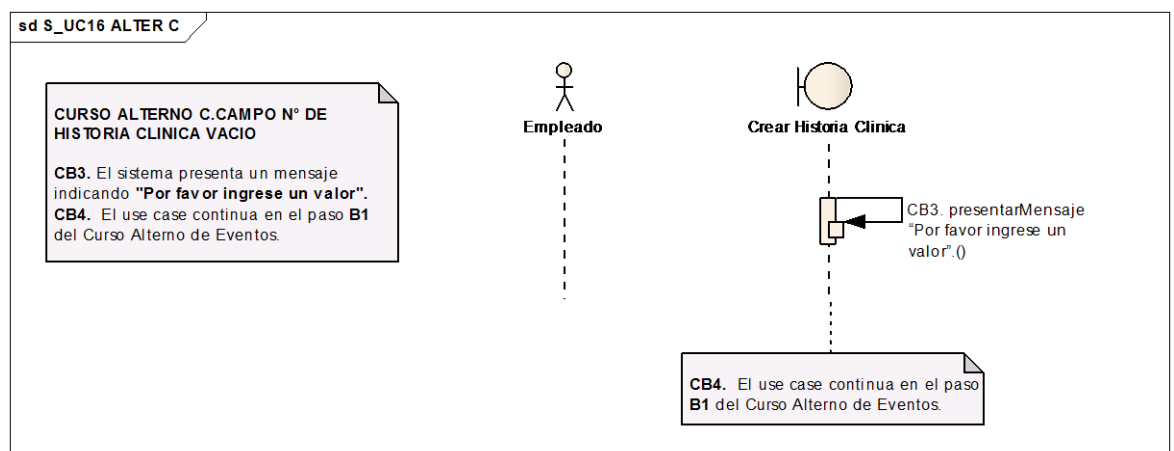 sd S_UC16 ALTER C
CURSO ALTERNO C.CAMPO Nº DE
HISTORIA CLINICA VACIO
CB3. El sistema presenta un mensaje
indicando "Por favor ingrese un valor".
CB4. El use case continua en el paso B1
del Curso Alterno de Eventos.
Empleado
Crear Historia Clinica
CB3. presentarMensaje
“Por favor ingrese un
valor”.()
CB4. El use case continua en el paso
B1 del Curso Alterno de Eventos.